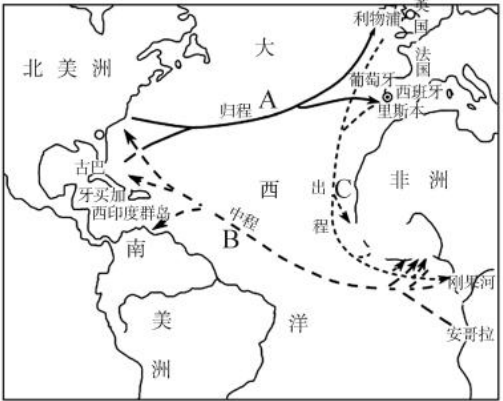 利物浦
英国
法国
大
北美洲
葡萄牙
西班牙
里斯本
A
归程
古巴
牙买加
西印度群岛
西
出程
C
非洲
中程
B
南
美
洲
洋
刚果河
安哥拉